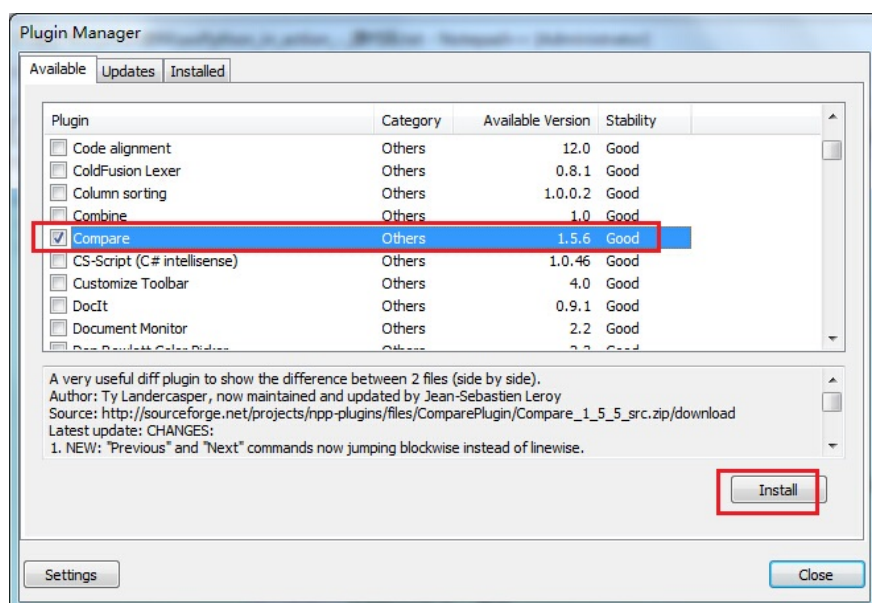 Plugin Manager
Available Updates Installed
Plugin Category Available Version Stability
Code alignment Others 12.0 Good
ColdFusion Lexer Others 0.8.1 Good
Column sorting Others 1.0.0.2 Good
Combine Others 1.0 Good
Compare Others 1.5.6 Good
CS-Script (C# intellisense) Others 1.0.46 Good
Customize Toolbar Others 4.0 Good
DocIt Others 0.9.1 Good
Document Monitor Others 2.2 Good
A very useful diff plugin to show the difference between 2 files (side by side).
Author: Ty Landercasper, now maintained and updated by Jean-Sebastien Leroy
Source: http://sourceforge.net/projects/npp-plugins/files/ComparePlugin/Compare_1_5_5_src.zip/download
Latest update: CHANGES:
1. NEW: "Previous" and "Next" commands now jumping blockwise instead of linewise.
Install
Settings Close